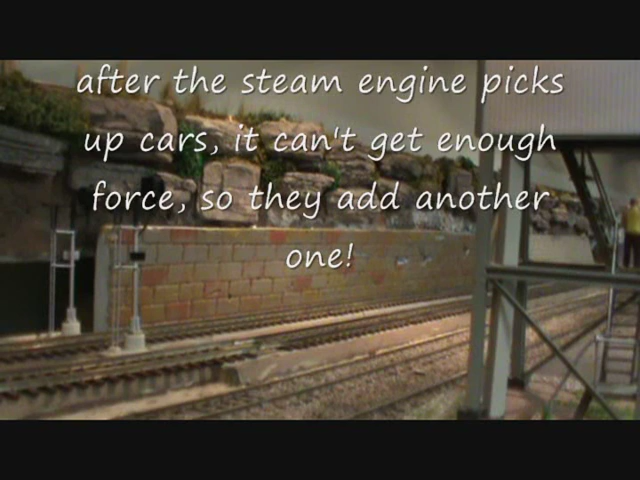 after the steam engine picks
up cars, it can't get enough
force, so they add another
one!